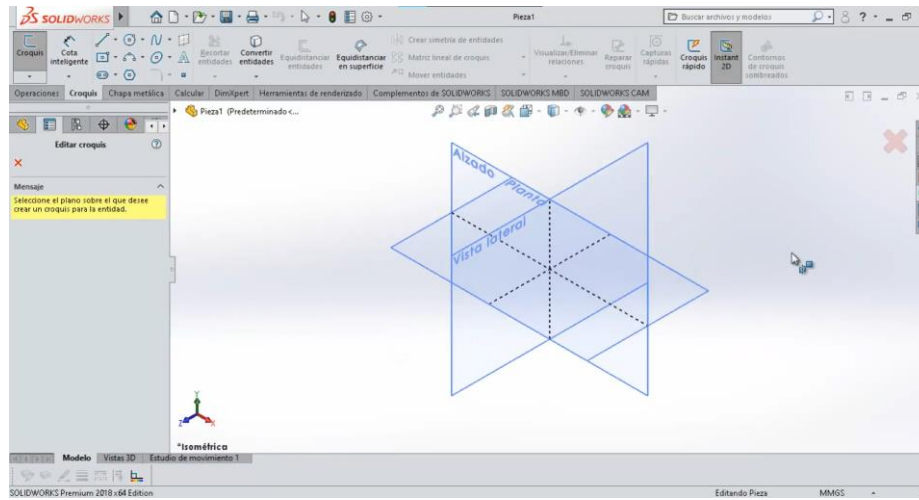 SOLIDWORKS
Pieza1
Buscar archivos y modelos
Croquis
Cota inteligente
Recortar entidades
Convertir entidades
Equidistanciar entidades
Equidistanciar en superficie
Crear simetría de entidades
Matriz lineal de croquis
Mover entidades
Visualizar/Eliminar relaciones
Reparar croquis
Capturas rápidas
Croquis rápido
Instant 2D
Contornos de croquis sombreados
Operaciones Croquis Chapa metálica Calcular DimXpert Herramientas de renderizado Complementos de SOLIDWORKS SOLIDWORKS MBD SOLIDWORKS CAM
Pieza1 (Predeterminado<...
Editar croquis
Mensaje
Seleccione el plano sobre el que desee
crear un croquis para la entidad.
Alzado
Planta
Vista lateral
Y
Z
X
*Isométrica
Modelo Vistas 3D Estudio de movimiento 1
SOLIDWORKS Premium 2018 x64 Edition
Editando Pieza
MMGS